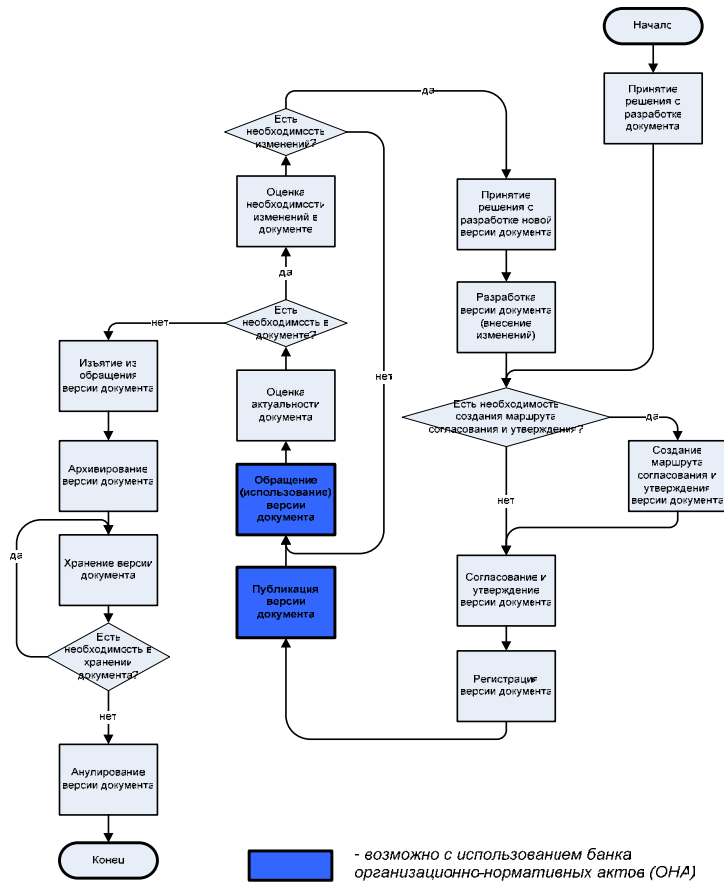 Начало
Принятие
решения о
разработке
документа
да
Есть
необходимость
изменений?
Оценка
необходимости
изменений в
документе
да
Есть
необходимость в
документе?
нет
нет
Оценка
актуальности
документа
Обращение
(использование)
версии
документа
Публикация
версии
документа
Изъятие из
обращения
версии документа
Архивирование
версии документа
да
Хранение версии
документа
Есть
необходимость в
хранении
документа?
нет
Анулирование
версии документа
Конец
Принятие
решения о
разработке новой
версии документа
Разработка
версии документа
(внесение
изменений)
Есть необходимость
создания маршрута
согласования и утверждения?
да
Создание
маршрута
согласования и
утверждения
версии документа
нет
Согласование и
утверждение
версии документа
Регистрация
версии документа
- возможно с использованием банка
организационно-нормативных актов (ОНА)